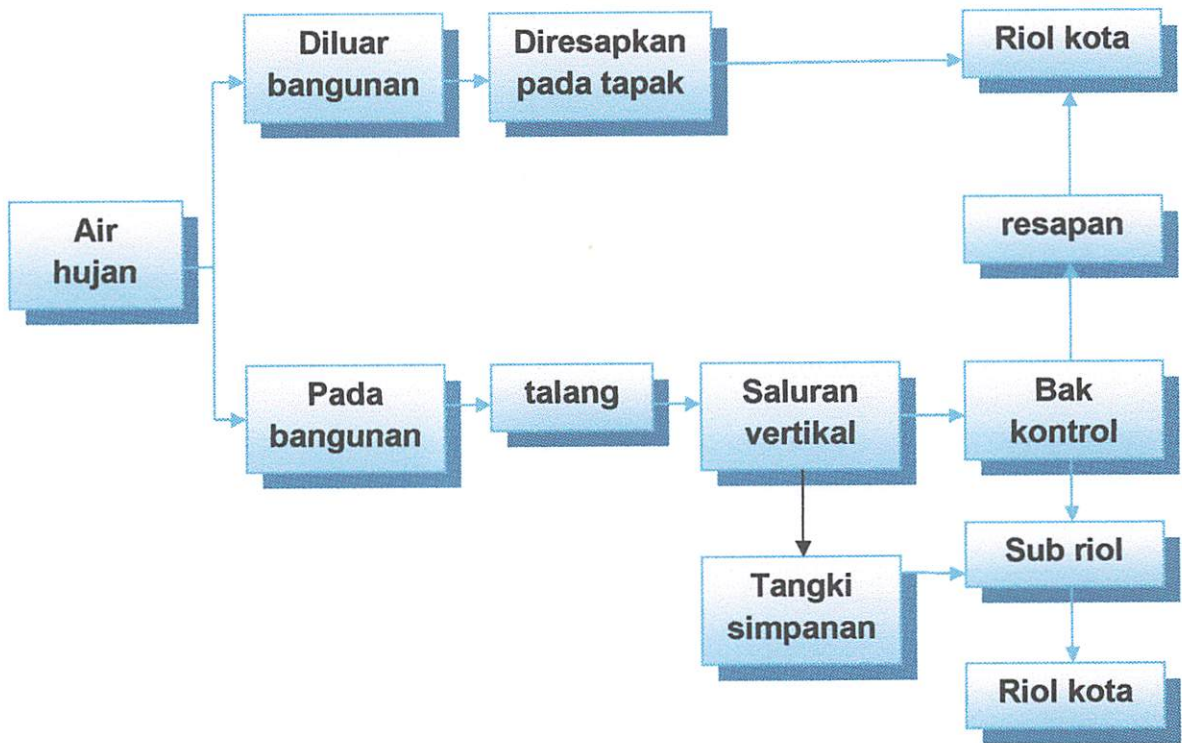 Diluar
bangunan
Diresapkan
pada tapak
Riol kota
Air
hujan
resapan
Pada
bangunan
talang
Saluran
vertikal
Bak
kontrol
Tangki
simpanan
Sub riol
Riol kota